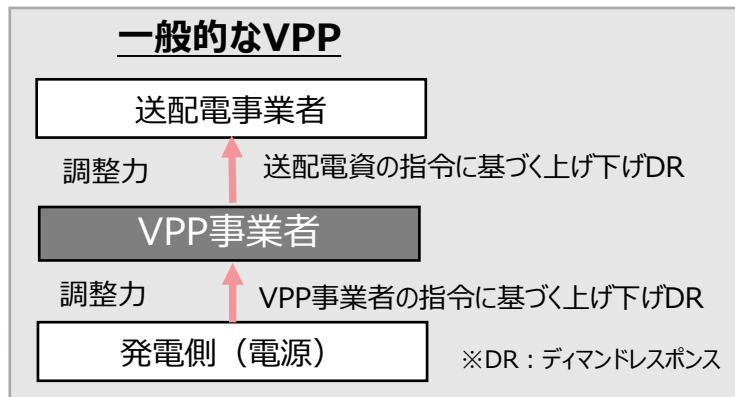 一般的なVPP
送配電事業者
調整力 送配電資の指令に基づく上げ下げDR
VPP事業者
調整力 VPP事業者の指令に基づく上げ下げDR
発電側（電源） ※DR：ディマンドレスポンス